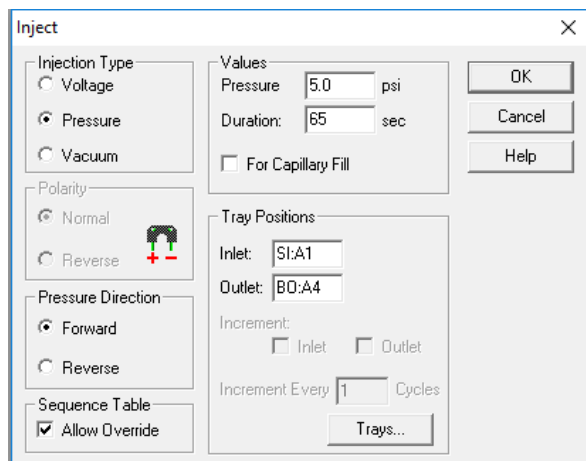 Inject
Injection Type
Voltage
Pressure
Vacuum
Polarity
Normal
Reverse
Pressure Direction
Forward
Reverse
Sequence Table
Allow Override
Values
Pressure 5.0 psi
Duration: 65 sec
For Capillary Fill
Tray Positions
Inlet: SI:A1
Outlet: BO:A4
Increment:
Inlet Outlet
Increment Every 1 Cycles
Trays...
OK
Cancel
Help